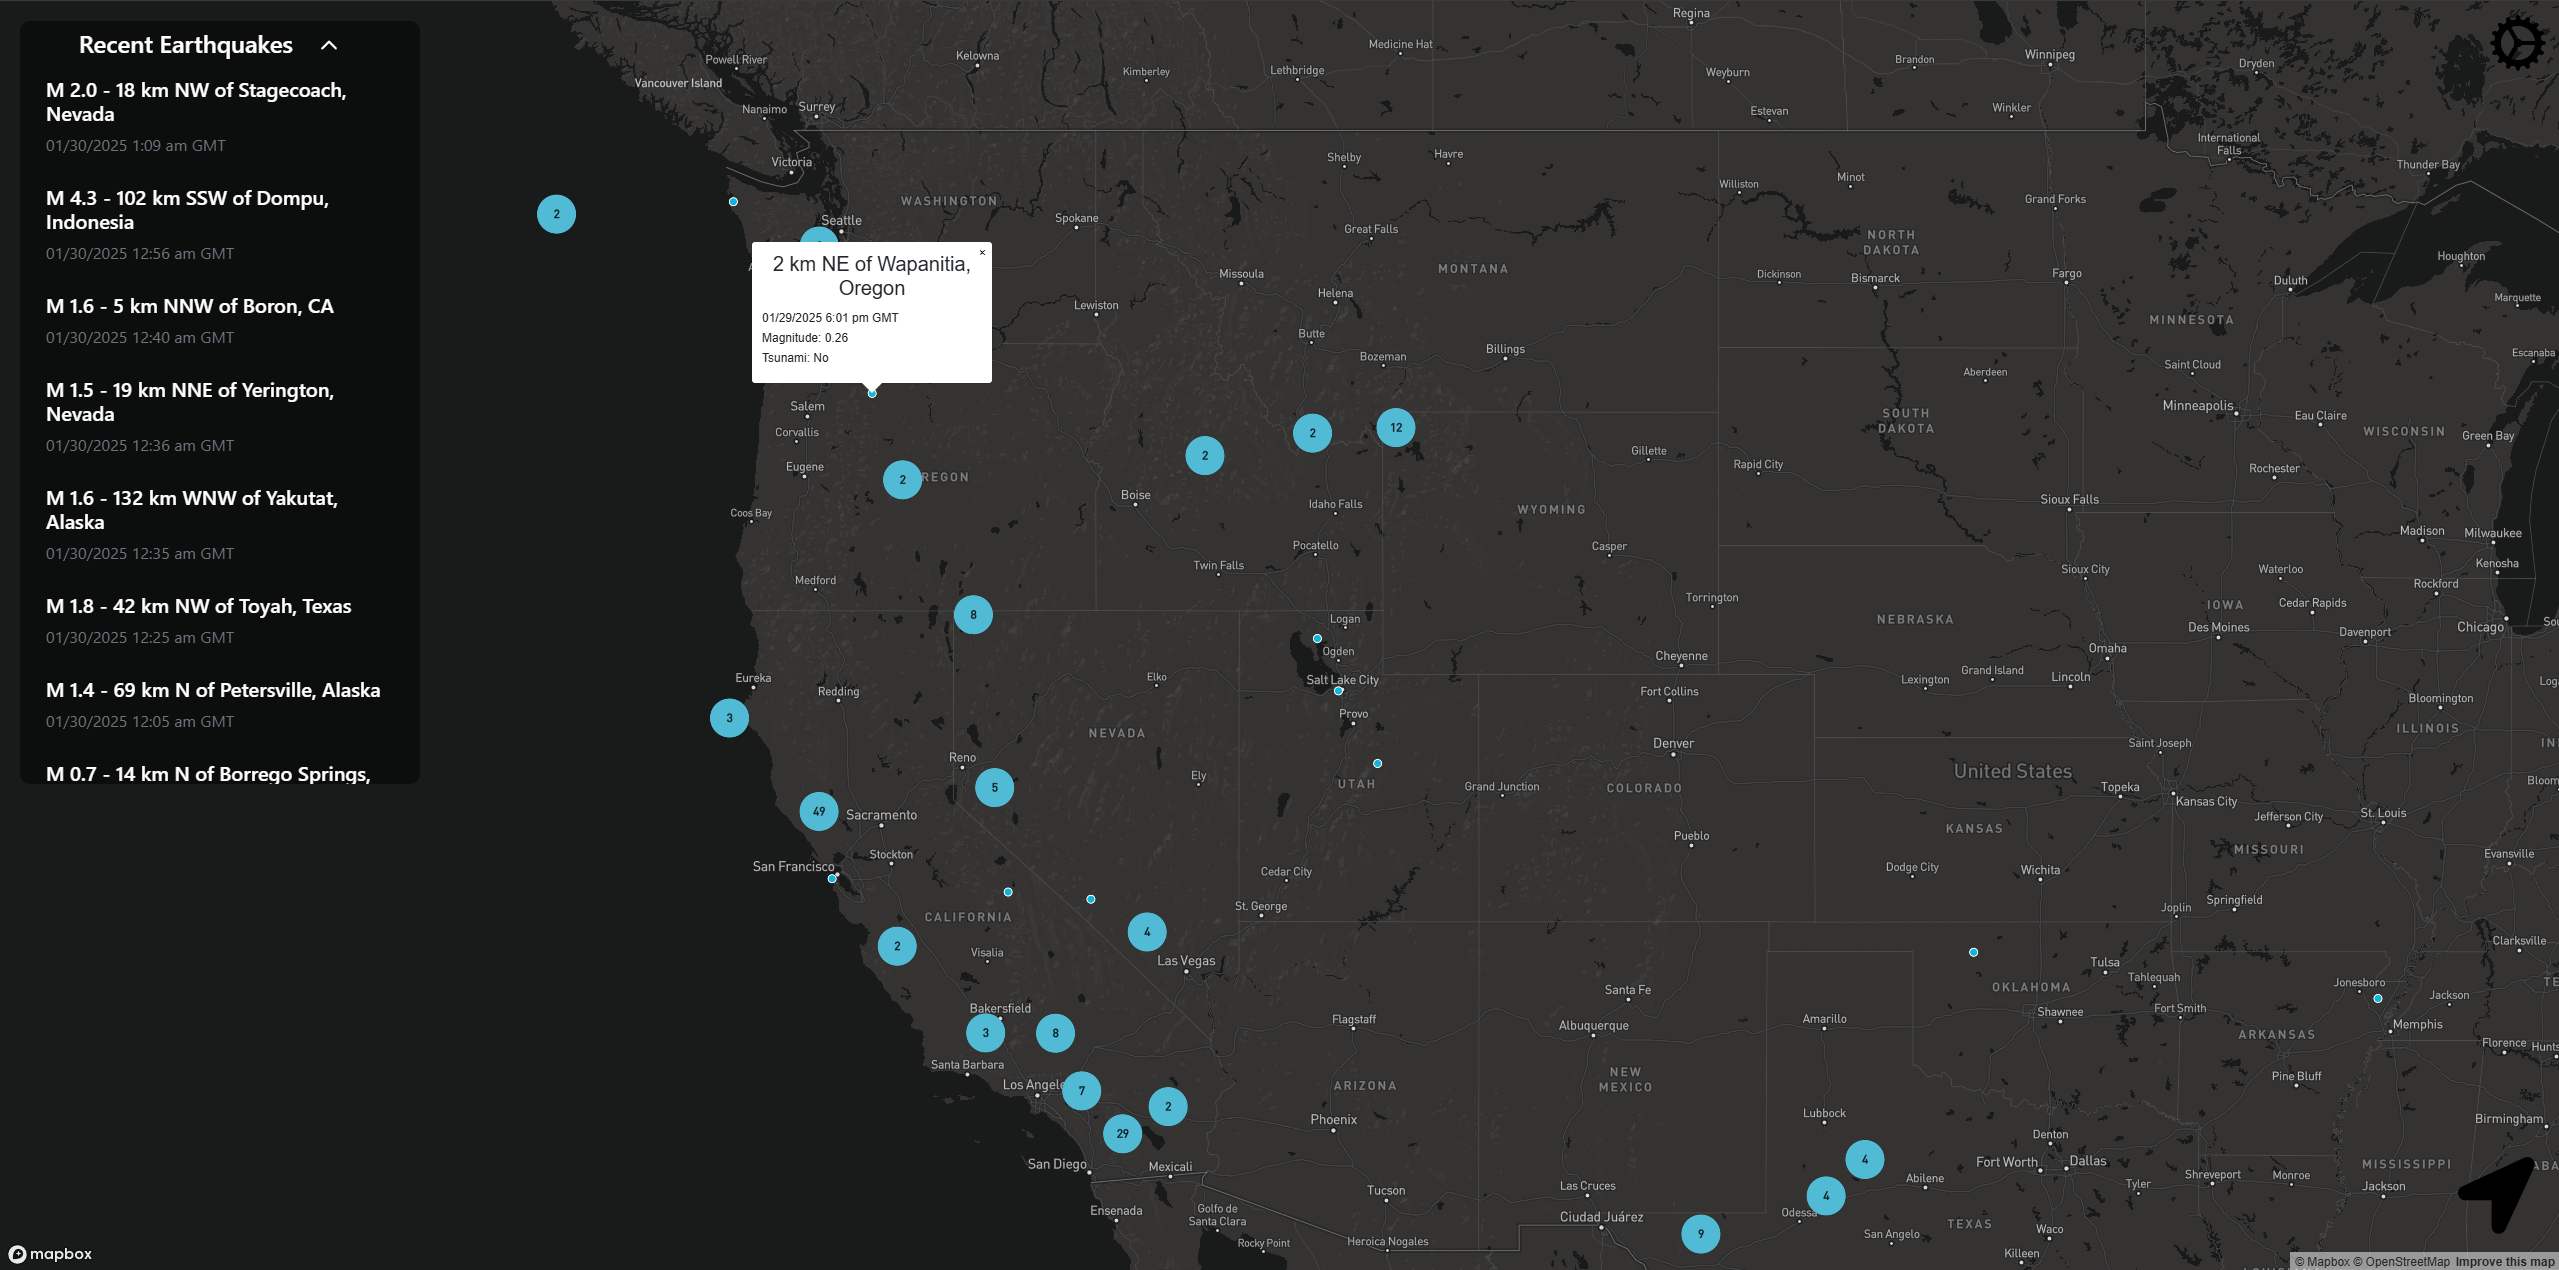 Recent Earthquakes
M 2.0 - 18 km NW of Stagecoach,
Nevada
01/30/2025 1:09 am GMT
M 4.3 - 102 km SSW of Dompu,
Indonesia
01/30/2025 12:56 am GMT
M 1.6 - 5 km NNW of Boron, CA
01/30/2025 12:40 am GMT
M 1.5 - 19 km NNE of Yerington,
Nevada
01/30/2025 12:36 am GMT
M 1.6 - 132 km WNW of Yakutat,
Alaska
01/30/2025 12:35 am GMT
M 1.8 - 42 km NW of Toyah, Texas
01/30/2025 12:25 am GMT
M 1.4 - 69 km N of Petersville, Alaska
01/30/2025 12:05 am GMT
M 0.7 - 14 km N of Borrego Springs,
2 km NE of Wapanitia,
Oregon
×
01/29/2025 6:01 pm GMT
Magnitude: 0.26
Tsunami: No
Regina
Medicine Hat
Powell River
Kelowna
Kimberley
Lethbridge
Weyburn
Brandon
Winnipeg
Dryden
Vancouver Island
Nanaimo
Surrey
Estevan
Winkler
International
Falls
Victoria
Shelby
Havre
Thunder Bay
Williston
Minot
Grand Forks
WASHINGTON
2
Seattle
Spokane
Great Falls
NORTH
DAKOTA
Houghton
Missoula
MONTANA
Dickinson
Bismarck
Fargo
Duluth
Marquette
Lewiston
Helena
MINNESOTA
Butte
Billings
Bozeman
Escanaba
Saint Cloud
Aberdeen
Salem
Minneapolis
Eau Claire
SOUTH
DAKOTA
Corvallis
2
12
WISCONSIN
Green Bay
Eugene
2
Gillette
Rapid City
Rochester
2
REGON
Boise
Idaho Falls
WYOMING
Sioux Falls
Coos Bay
Madison
Milwaukee
Pocatello
Casper
Twin Falls
Sioux City
Waterloo
Kenosha
Medford
Rockford
Torrington
IOWA
Cedar Rapids
8
Logan
NEBRASKA
Des Moines
Davenport
Chicago
Ogden
Cheyenne
Omaha
Eureka
Redding
Elko
Salt Lake City
Fort Collins
Lexington
Grand Island
Lincoln
Bloomington
3
Provo
NEVADA
ILLINOIS
Reno
Denver
Saint Joseph
5
Ely
UTAH
Grand Junction
COLORADO
United States
Topeka
Kansas City
49
Sacramento
Jefferson City
St. Louis
KANSAS
Pueblo
MISSOURI
Stockton
Evansville
San Francisco
Cedar City
Dodge City
Wichita
CALIFORNIA
St. George
Joplin
Springfield
2
4
Visalia
Las Vegas
Clarksville
Tulsa
Tahlequah
Jonesboro
OKLAHOMA
Santa Fe
Jackson
Bakersfield
Flagstaff
Albuquerque
Amarillo
Shawnee
Fort Smith
Memphis
3
8
ARKANSAS
Florence
Santa Barbara
Los Angele
7
ARIZONA
NEW
MEXICO
Pine Bluff
2
Phoenix
Lubbock
Birmingham
29
Denton
4
Fort Worth
Dallas
San Diego
Mexicali
Shreveport
Monroe
MISSISSIPPI
Abilene
Tyler
Jackson
4
Tucson
Las Cruces
Odessa
Ensenada
Golfo de
Santa Clara
Ciudad Juárez
TEXAS
Waco
9
San Angelo
Rocky Point
Heroica Nogales
Killeen
mapbox
© Mapbox © OpenStreetMap Improve this map